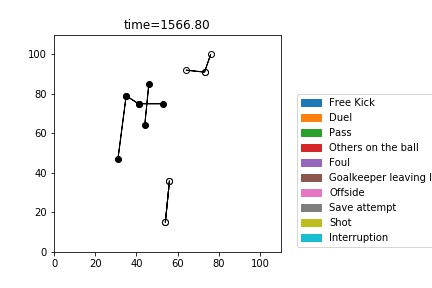 time=1566.80
100
80
60
40
20
0
0 20 40 60 80 100
Free Kick
Duel
Pass
Others on the ball
Foul
Goalkeeper leaving l
Offside
Save attempt
Shot
Interruption